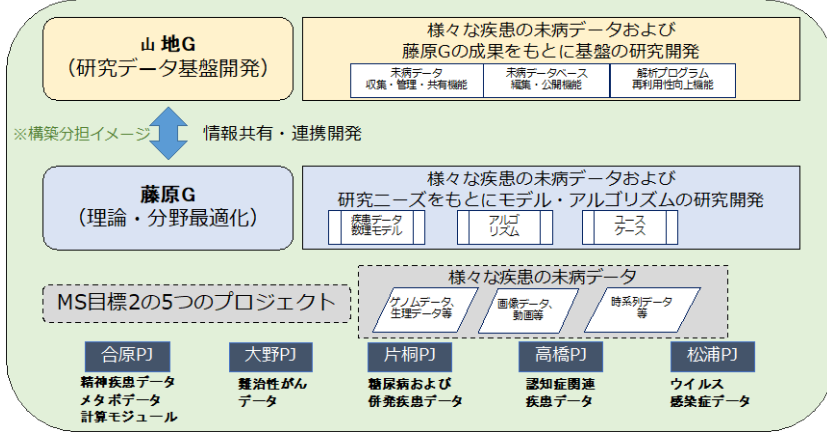 山地G
(研究データ基盤開発)
様々な疾患の未病データおよび
藤原Gの成果をもとに基盤の研究開発
未病データ
収集・管理・共有機能
未病データベース
編集・公開機能
解析プログラム
再利用性向上機能
※構築分担イメージ
情報共有・連携開発
藤原G
(理論・分野最適化)
様々な疾患の未病データおよび
研究ニーズをもとにモデル・アルゴリズムの研究開発
疾患データ
数理モデル
アルゴ
リズム
ユース
ケース
MS目標2の5つのプロジェクト
様々な疾患の未病データ
ゲノムデータ、
生理データ等
画像データ、
動画等
時系列データ
等
合原PJ
精神疾患データ
メタボデータ
計算モジュール
大野PJ
難治性がん
データ
片桐PJ
糖尿病および
併発疾患データ
高橋PJ
認知症関連
疾患データ
松浦PJ
ウイルス
感染症データ